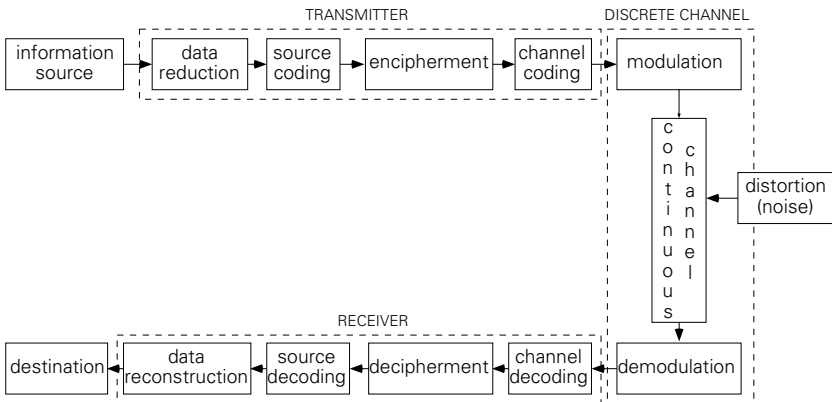 TRANSMITTER
DISCRETE CHANNEL
information
source
data
reduction
source
coding
encipherment
channel
coding
modulation
continuous
channel
distortion
(noise)
RECEIVER
destination
data
reconstruction
source
decoding
decipherment
channel
decoding
demodulation